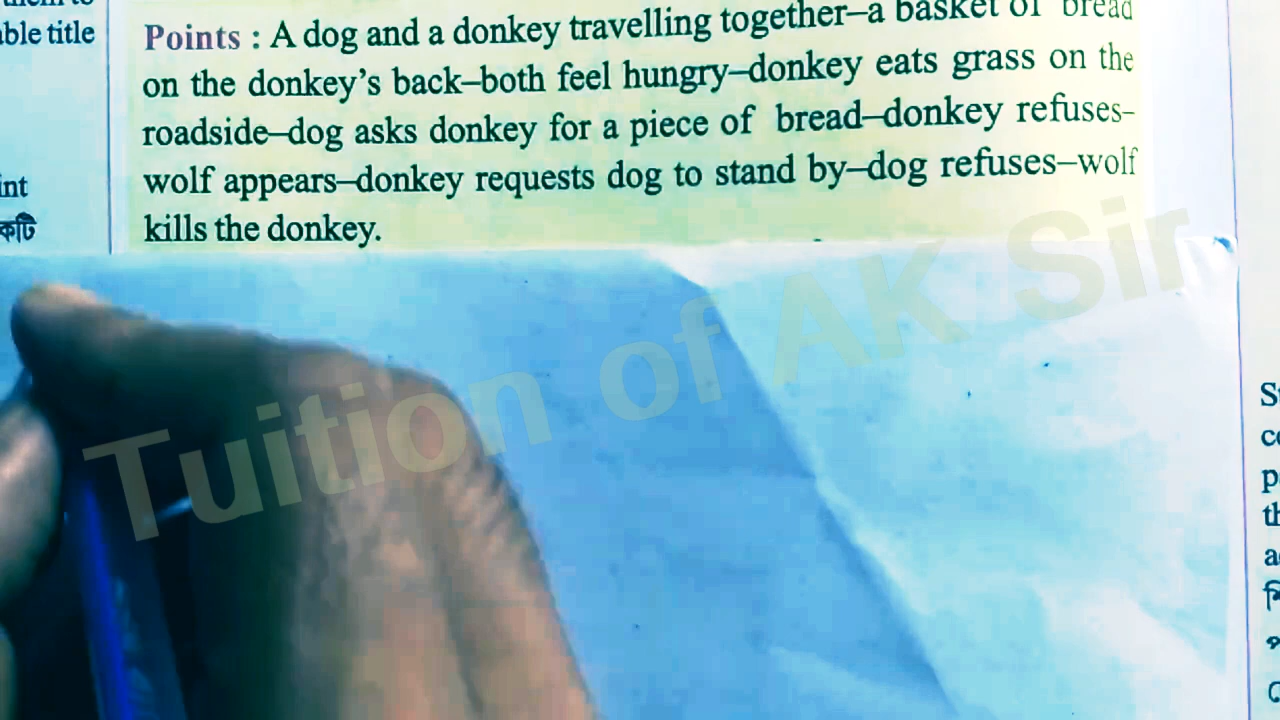 ble title
Points : A dog and a donkey travelling together–a basket of bread
on the donkey's back–both feel hungry–donkey eats grass on the
roadside–dog asks donkey for a piece of bread–donkey refuses–
wolf appears–donkey requests dog to stand by–dog refuses–wolf
int
কটি
kills the donkey.
Tuition of AK Sir